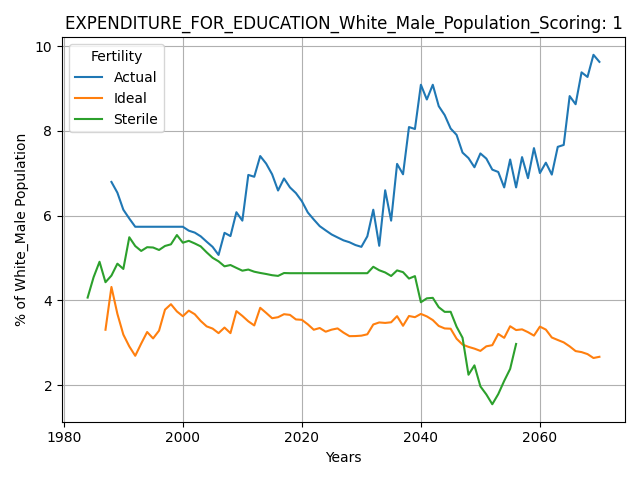 EXPENDITURE_FOR_EDUCATION_White_Male_Population_Scoring: 1
Fertility
Actual
Ideal
Sterile
% of White_Male Population
10
8
6
4
2
1980
2000
2020
2040
2060
Years